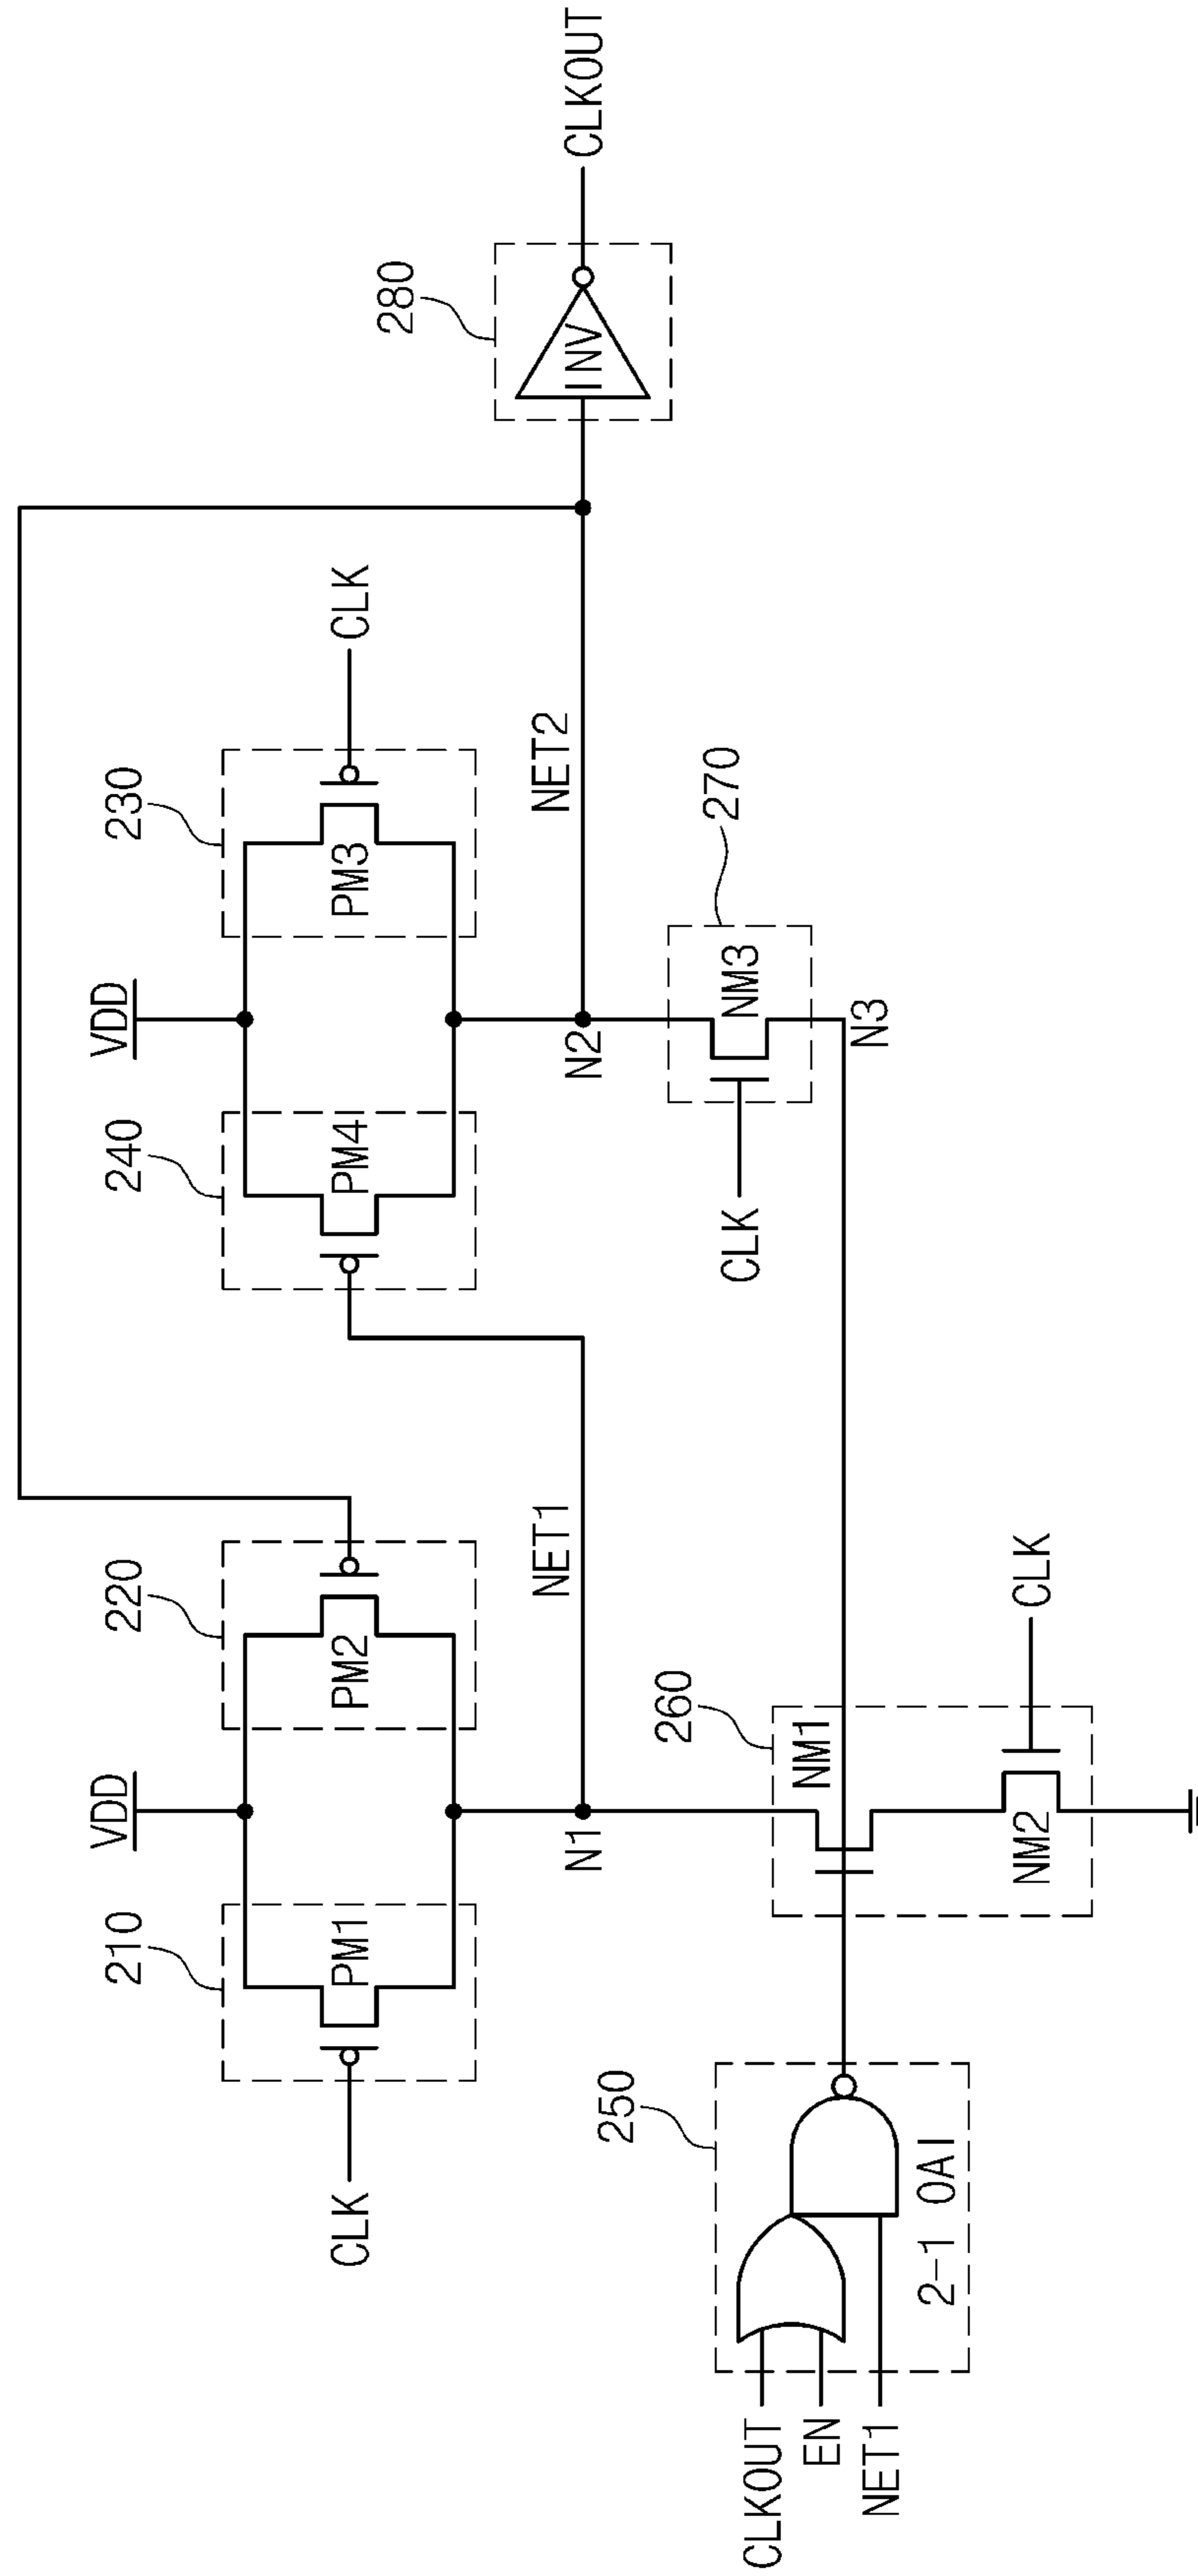 VDD
VDD
210
220
240
230
280
CLK
PM1
PM2
PM4
PM3
CLK
NET1
NET2
N1
N2
INV
CLKOUT
250
260
CLK
NM3
270
CLKOUT
EN
NET1
2-1 OAI
NM1
N3
NM2
CLK